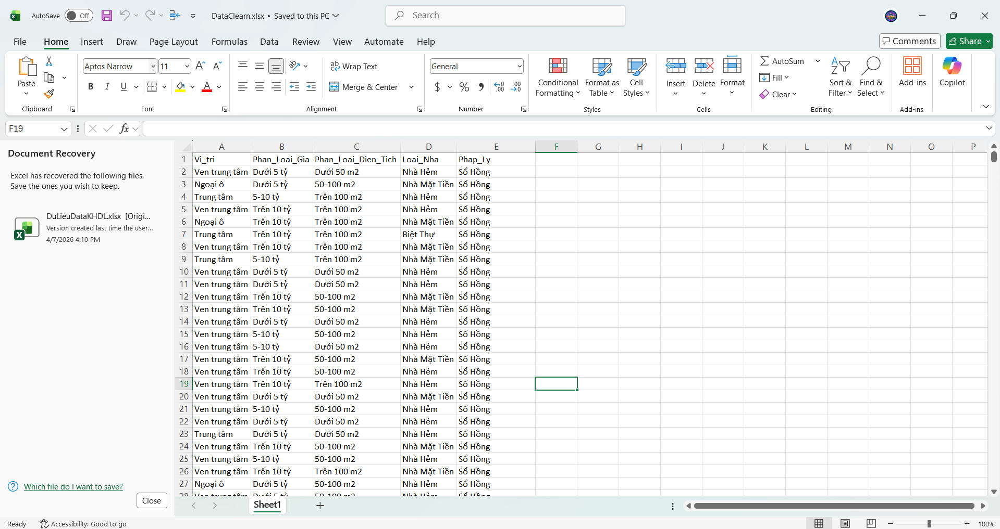 AutoSave Off DataClearn.xlsx • Saved to this PC Search
File Home Insert Draw Page Layout Formulas Data Review View Automate Help Comments Share
Paste Aptos Narrow 11 Wrap Text General Conditional Formatting Format as Table Cell Styles Insert Delete Format AutoSum Fill Clear Sort & Filter Find & Select Add-ins Copilot
B I U A Merge & Center $ %
Clipboard Font Alignment Number Styles Cells Editing Add-ins
F19 fx
Document Recovery
Excel has recovered the following files.
Save the ones you wish to keep.
DuLieuDataKHDL.xlsx [Origi...
Version created last time the user...
4/7/2026 4:10 PM
Which file do I want to save?
Close
A B C D E F G H I J K L M N O P
1 Vi_tri Phan_Loai_Gia Phan_Loai_Dien_Tich Loai_Nha Phap_Ly
2 Ven trung tâm Dưới 5 tỷ Dưới 50 m2 Nhà Hẻm Sổ Hồng
3 Ngoại ô Dưới 5 tỷ 50-100 m2 Nhà Mặt Tiền Sổ Hồng
4 Trung tâm 5-10 tỷ Trên 100 m2 Nhà Hẻm Sổ Hồng
5 Ven trung tâm Trên 10 tỷ Trên 100 m2 Nhà Hẻm Sổ Hồng
6 Ngoại ô Trên 10 tỷ Trên 100 m2 Nhà Mặt Tiền Sổ Hồng
7 Trung tâm Trên 10 tỷ Trên 100 m2 Biệt Thự Sổ Hồng
8 Ven trung tâm Trên 10 tỷ Trên 100 m2 Nhà Mặt Tiền Sổ Hồng
9 Trung tâm 5-10 tỷ Trên 100 m2 Nhà Mặt Tiền Sổ Hồng
10 Ven trung tâm Dưới 5 tỷ Dưới 50 m2 Nhà Hẻm Sổ Hồng
11 Ven trung tâm Dưới 5 tỷ Dưới 50 m2 Nhà Hẻm Sổ Hồng
12 Ven trung tâm Trên 10 tỷ 50-100 m2 Nhà Mặt Tiền Sổ Hồng
13 Ven trung tâm Trên 10 tỷ 50-100 m2 Nhà Mặt Tiền Sổ Hồng
14 Ven trung tâm Dưới 5 tỷ Dưới 50 m2 Nhà Hẻm Sổ Hồng
15 Ven trung tâm 5-10 tỷ 50-100 m2 Nhà Hẻm Sổ Hồng
16 Ven trung tâm 5-10 tỷ Dưới 50 m2 Nhà Hẻm Sổ Hồng
17 Ven trung tâm Trên 10 tỷ 50-100 m2 Nhà Mặt Tiền Sổ Hồng
18 Ven trung tâm Trên 10 tỷ 50-100 m2 Nhà Hẻm Sổ Hồng
19 Ven trung tâm Trên 10 tỷ Trên 100 m2 Nhà Hẻm Sổ Hồng
20 Ven trung tâm Dưới 5 tỷ Dưới 50 m2 Nhà Mặt Tiền Sổ Hồng
21 Ven trung tâm 5-10 tỷ 50-100 m2 Nhà Hẻm Sổ Hồng
22 Ven trung tâm Dưới 5 tỷ Dưới 50 m2 Nhà Hẻm Sổ Hồng
23 Trung tâm Dưới 5 tỷ Dưới 50 m2 Nhà Hẻm Sổ Hồng
24 Ven trung tâm Trên 10 tỷ 50-100 m2 Nhà Mặt Tiền Sổ Hồng
25 Ven trung tâm 5-10 tỷ 50-100 m2 Nhà Hẻm Sổ Hồng
26 Ven trung tâm Trên 10 tỷ Trên 100 m2 Nhà Mặt Tiền Sổ Hồng
27 Ngoại ô Dưới 5 tỷ 50-100 m2 Nhà Hẻm Sổ Hồng
Sheet1
Ready Accessibility: Good to go 100%